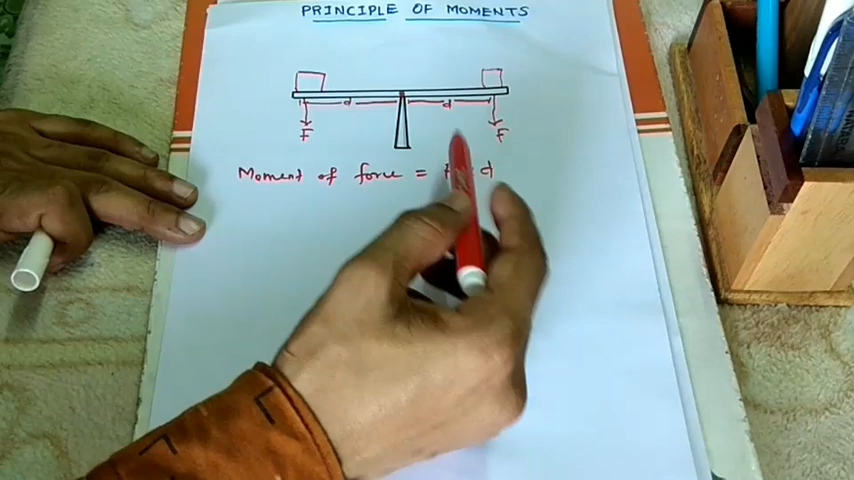 PRINCIPLE OF MOMENTS
d d
F F
Moment of force = d